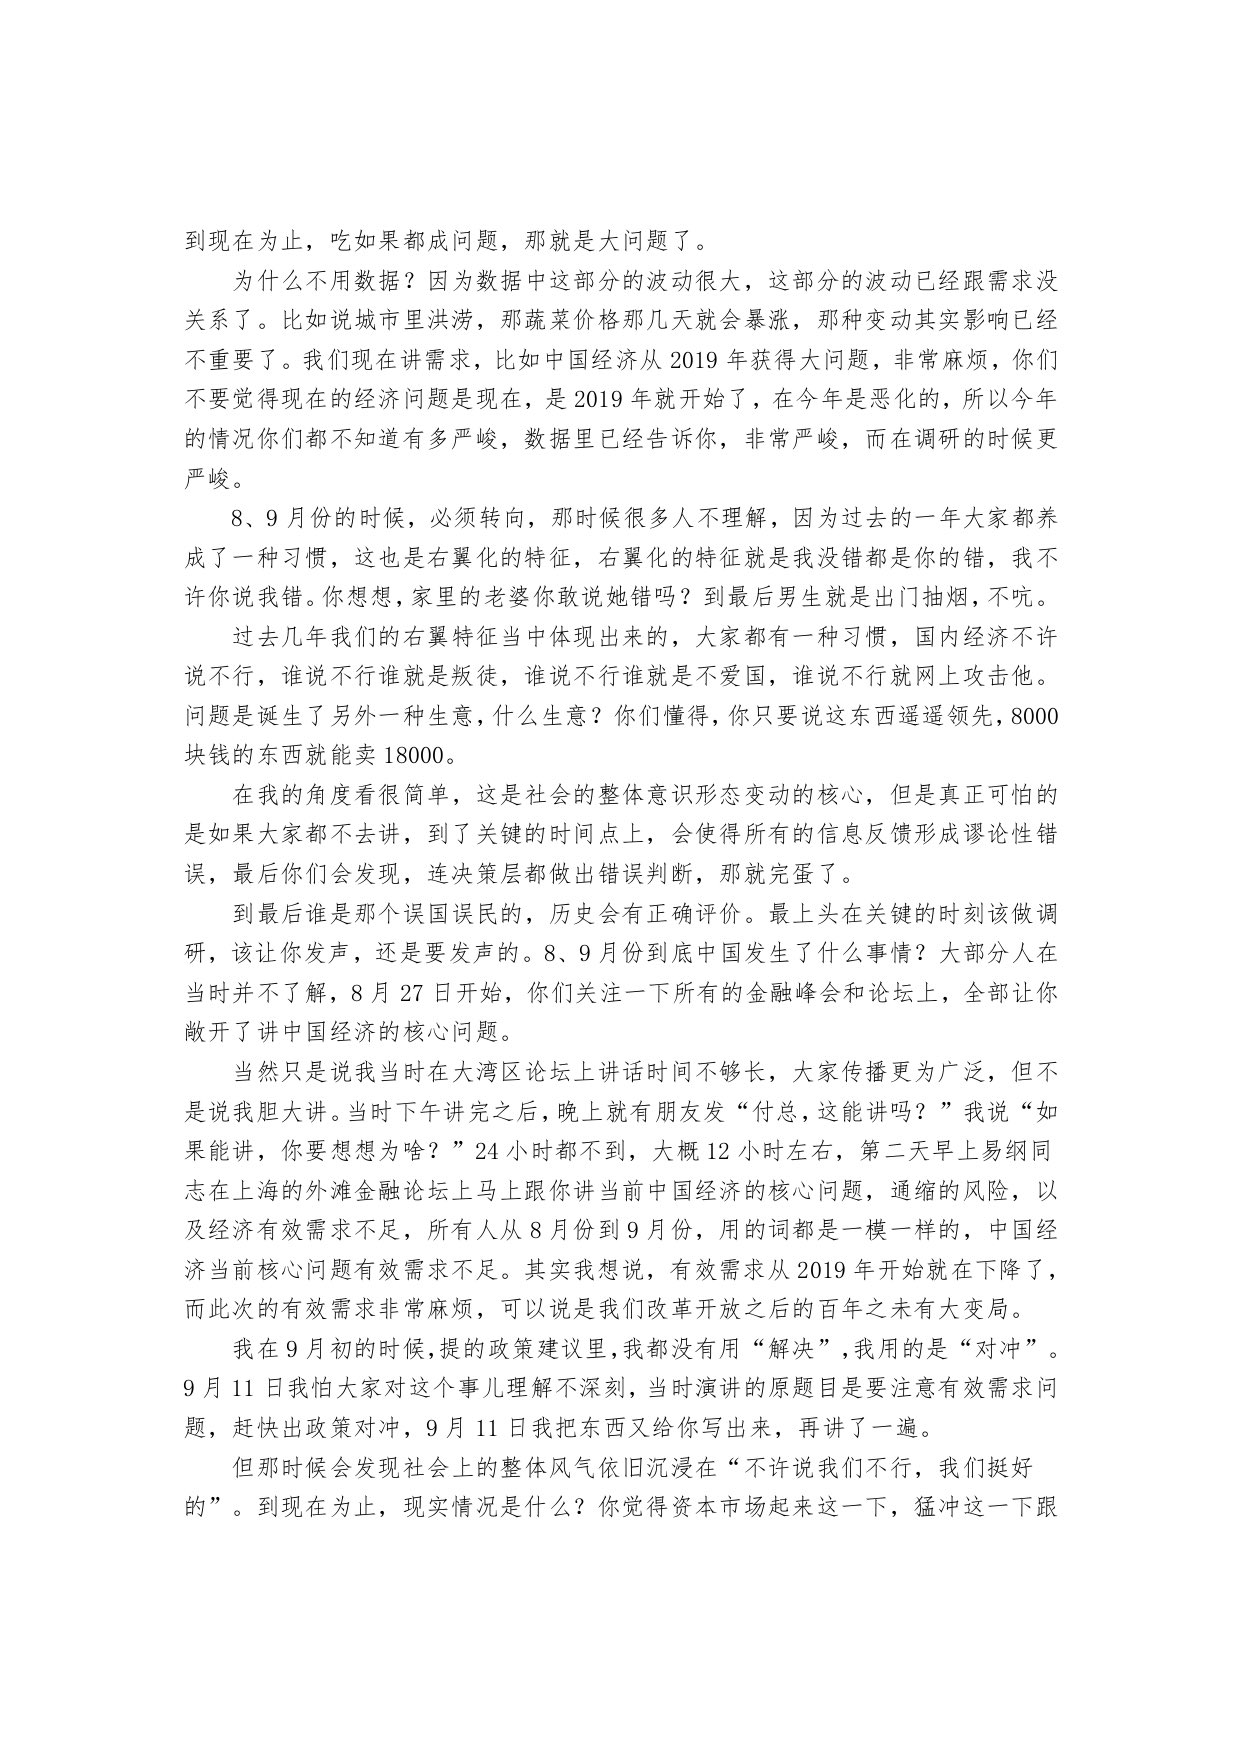 到现在为止，吃如果都成问题，那就是大问题了。
为什么不用数据？因为数据中这部分的波动很大，这部分的波动已经跟需求没
关系了。比如说城市里洪涝，那蔬菜价格那几天就会暴涨，那种变动其实影响已经
不重要了。我们现在讲需求，比如中国经济从 2019 年获得大问题，非常麻烦，你们
不要觉得现在的经济问题是现在，是 2019 年就开始了，在今年是恶化的，所以今年
的情况你们都不知道有多严峻，数据里已经告诉你，非常严峻，而在调研的时候更
严峻。
8、9 月份的时候，必须转向，那时候很多人不理解，因为过去的一年大家都养
成了一种习惯，这也是右翼化的特征，右翼化的特征就是我没错都是你的错，我不
许你说我错。你想想，家里的老婆你敢说她错吗？到最后男生就是出门抽烟，不吭。
过去几年我们的右翼特征当中体现出来的，大家都有一种习惯，国内经济不许
说不行，谁说不行谁就是叛徒，谁说不行谁就是不爱国，谁说不行就网上攻击他。
问题是诞生了另外一种生意，什么生意？你们懂得，你只要说这东西遥遥领先，8000
块钱的东西就能卖 18000。
在我的角度看很简单，这是社会的整体意识形态变动的核心，但是真正可怕的
是如果大家都不去讲，到了关键的时间点上，会使得所有的信息反馈形成谬论性错
误，最后你们会发现，连决策层都做出错误判断，那就完蛋了。
到最后谁是那个误国误民的，历史会有正确评价。最上头在关键的时刻该做调
研，该让你发声，还是要发声的。8、9 月份到底中国发生了什么事情？大部分人在
当时并不了解，8 月 27 日开始，你们关注一下所有的金融峰会和论坛上，全部让你
敞开了讲中国经济的核心问题。
当然只是说我当时在大湾区论坛上讲话时间不够长，大家传播更为广泛，但不
是说我胆大讲。当时下午讲完之后，晚上就有朋友发“付总，这能讲吗？”我说“如
果能讲，你要想想为啥？”24 小时都不到，大概 12 小时左右，第二天早上易纲同
志在上海的外滩金融论坛上马上跟你讲当前中国经济的核心问题，通缩的风险，以
及经济有效需求不足，所有人从 8 月份到 9 月份，用的词都是一模一样的，中国经
济当前核心问题有效需求不足。其实我想说，有效需求从 2019 年开始就在下降了，
而此次的有效需求非常麻烦，可以说是我们改革开放之后的百年之未有大变局。
我在 9 月初的时候，提的政策建议里，我都没有用“解决”，我用的是“对冲”。
9 月 11 日我怕大家对这个事儿理解不深刻，当时演讲的原题目是要注意有效需求问
题，赶快出政策对冲，9 月 11 日我把东西又给你写出来，再讲了一遍。
但那时候会发现社会上的整体风气依旧沉浸在“不许说我们不行，我们挺好
的”。到现在为止，现实情况是什么？你觉得资本市场起来这一下，猛冲这一下跟